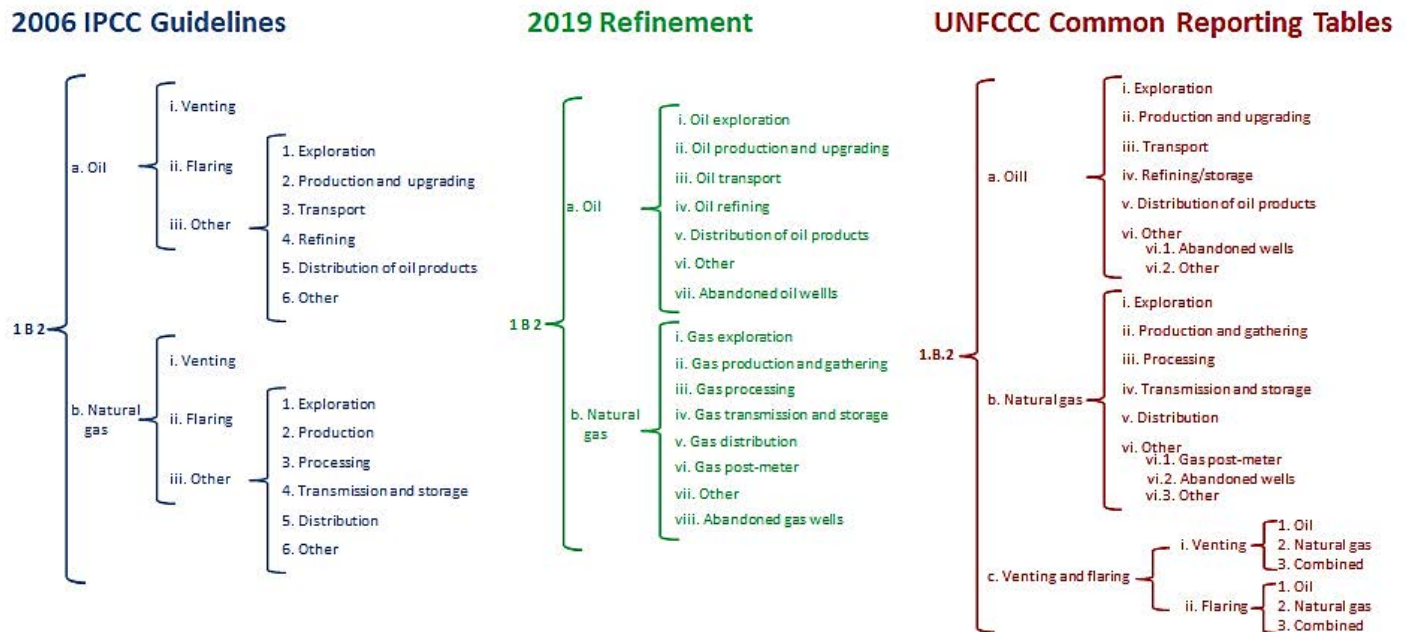 2006 IPCC Guidelines
1 B 2
a. Oil
i. Venting
ii. Flaring
iii. Other
1. Exploration
2. Production and upgrading
3. Transport
4. Refining
5. Distribution of oil products
6. Other
b. Natural
gas
i. Venting
ii. Flaring
iii. Other
1. Exploration
2. Production
3. Processing
4. Transmission and storage
5. Distribution
6. Other
2019 Refinement
1 B 2
a. Oil
i. Oil exploration
ii. Oil production and upgrading
iii. Oil transport
iv. Oil refining
v. Distribution of oil products
vi. Other
vii. Abandoned oil wellls
b. Natural
gas
i. Gas exploration
ii. Gas production and gathering
iii. Gas processing
iv. Gas transmission and storage
v. Gas distribution
vi. Gas post-meter
vii. Other
viii. Abandoned gas wells
UNFCCC Common Reporting Tables
1.B.2
a. Oill
i. Exploration
ii. Production and upgrading
iii. Transport
iv. Refining/storage
v. Distribution of oil products
vi. Other
vi.1. Abandoned wells
vi.2. Other
b. Natural gas
i. Exploration
ii. Production and gathering
iii. Processing
iv. Transmission and storage
v. Distribution
vi. Other
vi.1. Gas post-meter
vi.2. Abandoned wells
vi.3. Other
c. Venting and flaring
i. Venting
1. Oil
2. Natural gas
3. Combined
ii. Flaring
1. Oil
2. Natural gas
3. Combined